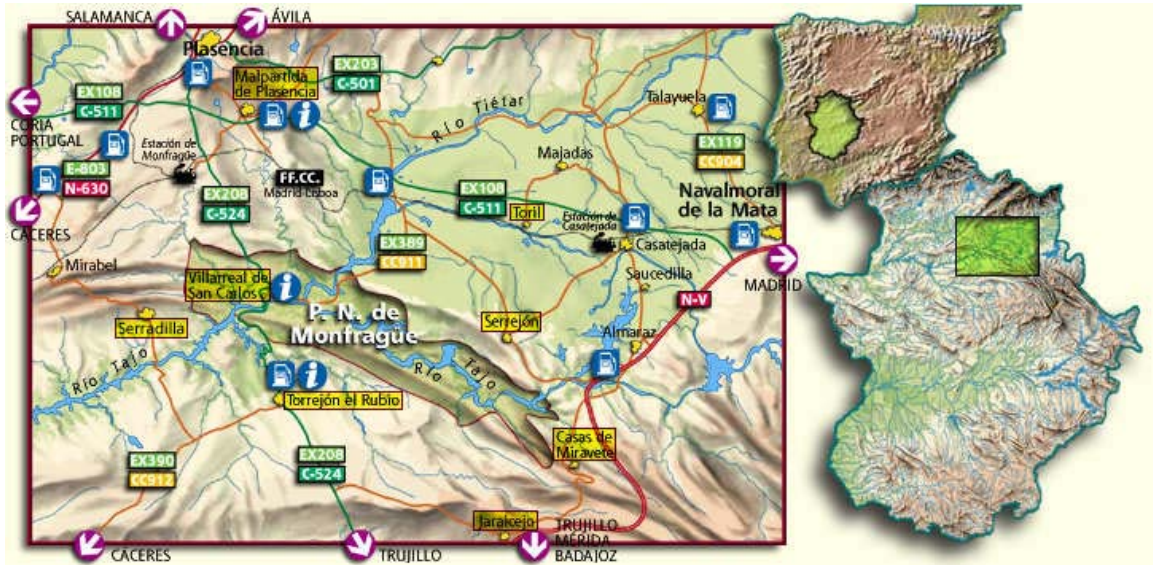 SALAMANCA
ÁVILA
Plasencia
Malpartida
de Plasencia
EX203
C-501
EX108
C-511
CORIA
PORTUGAL
Estación de
Monfragüe
E-803
N-630
CÁCERES
FF.CC.
Madrid-Lisboa
EX208
C-524
Río Tiétar
Talayuela
EX119
CC904
Majadas
EX108
C-511
Toril
Estación de
Casatejada
Casatejada
Navalmoral
de la Mata
MADRID
Saucedilla
N-V
Mirabel
EX389
CC911
Villarreal de
San Carlos
P. N. de
Monfragüe
Serradilla
Serrejón
Almaraz
Río Tajo
Río Tajo
Torrejón el Rubio
Casas de
Miravete
EX390
CC912
EX208
C-524
Jaraicejo
CÁCERES
TRUJILLO
TRUJILLO
MÉRIDA
BADAJOZ